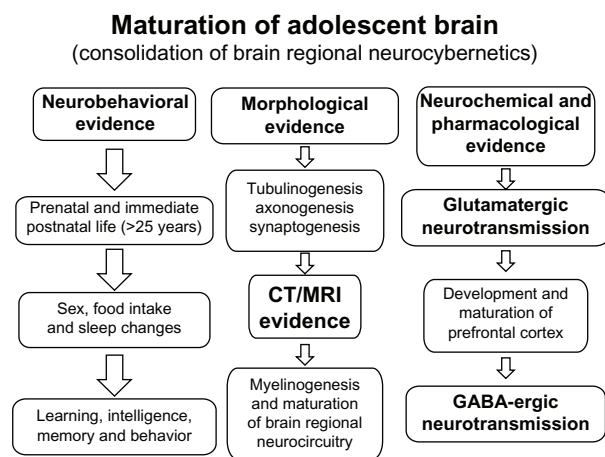 Maturation of adolescent brain
(consolidation of brain regional neurocybernetics)
Neurobehavioral
evidence
Prenatal and immediate
postnatal life (>25 years)
Sex, food intake
and sleep changes
Learning, intelligence,
memory and behavior
Morphological
evidence
Tubulinogenesis
axonogenesis
synaptogenesis
CT/MRI
evidence
Myelinogenesis
and maturation
of brain regional
neurocircuitry
Neurochemical and
pharmacological
evidence
Glutamatergic
neurotransmission
Development and
maturation of
prefrontal cortex
GABA-ergic
neurotransmission